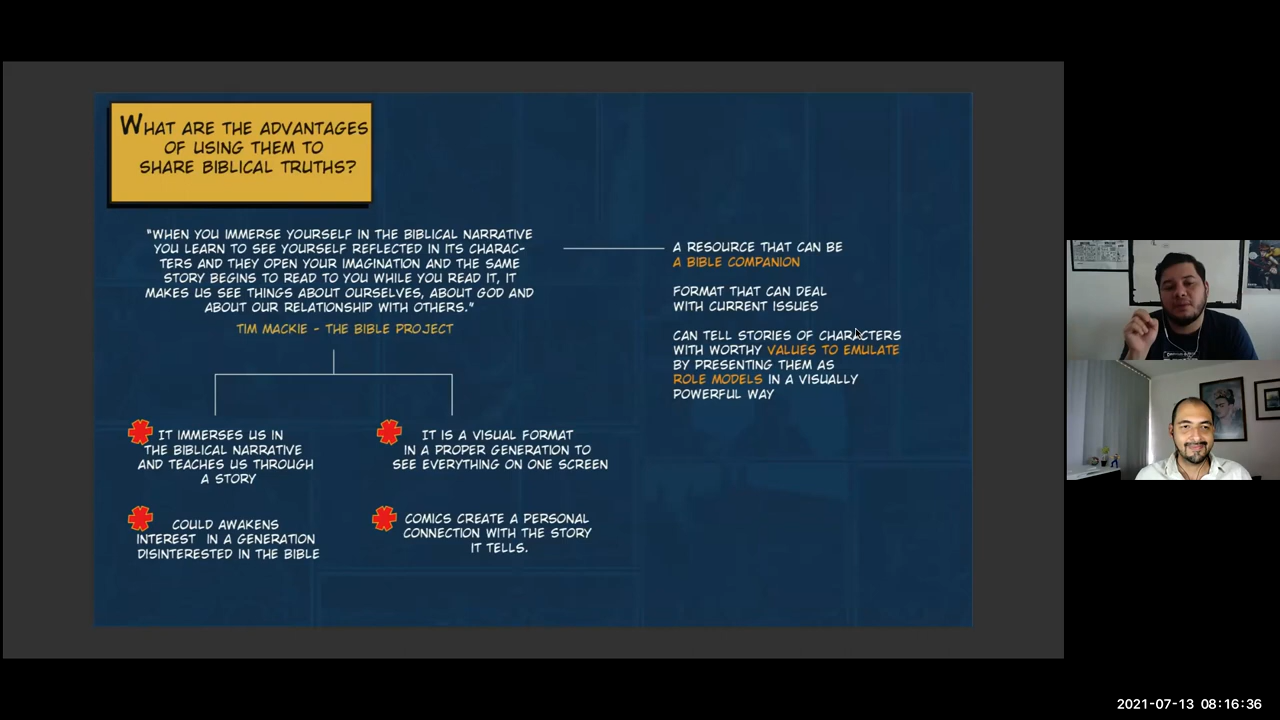 WHAT ARE THE ADVANTAGES
OF USING THEM TO
SHARE BIBLICAL TRUTHS?
"WHEN YOU IMMERSE YOURSELF IN THE BIBLICAL NARRATIVE
YOU LEARN TO SEE YOURSELF REFLECTED IN ITS CHARAC-
TERS AND THEY OPEN YOUR IMAGINATION AND THE SAME
STORY BEGINS TO READ TO YOU WHILE YOU READ IT, IT
MAKES US SEE THINGS ABOUT OURSELVES, ABOUT GOD AND
ABOUT OUR RELATIONSHIP WITH OTHERS."
TIM MACKIE - THE BIBLE PROJECT
IT IMMERSES US IN
THE BIBLICAL NARRATIVE
AND TEACHES US THROUGH
A STORY
IT IS A VISUAL FORMAT
IN A PROPER GENERATION TO
SEE EVERYTHING ON ONE SCREEN
COULD AWAKENS
INTEREST IN A GENERATION
DISINTERESTED IN THE BIBLE
COMICS CREATE A PERSONAL
CONNECTION WITH THE STORY
IT TELLS.
A RESOURCE THAT CAN BE
A BIBLE COMPANION
FORMAT THAT CAN DEAL
WITH CURRENT ISSUES
CAN TELL STORIES OF CHARACTERS
WITH WORTHY VALUES TO EMULATE
BY PRESENTING THEM AS
ROLE MODELS IN A VISUALLY
POWERFUL WAY
2021-07-13 08:16:36